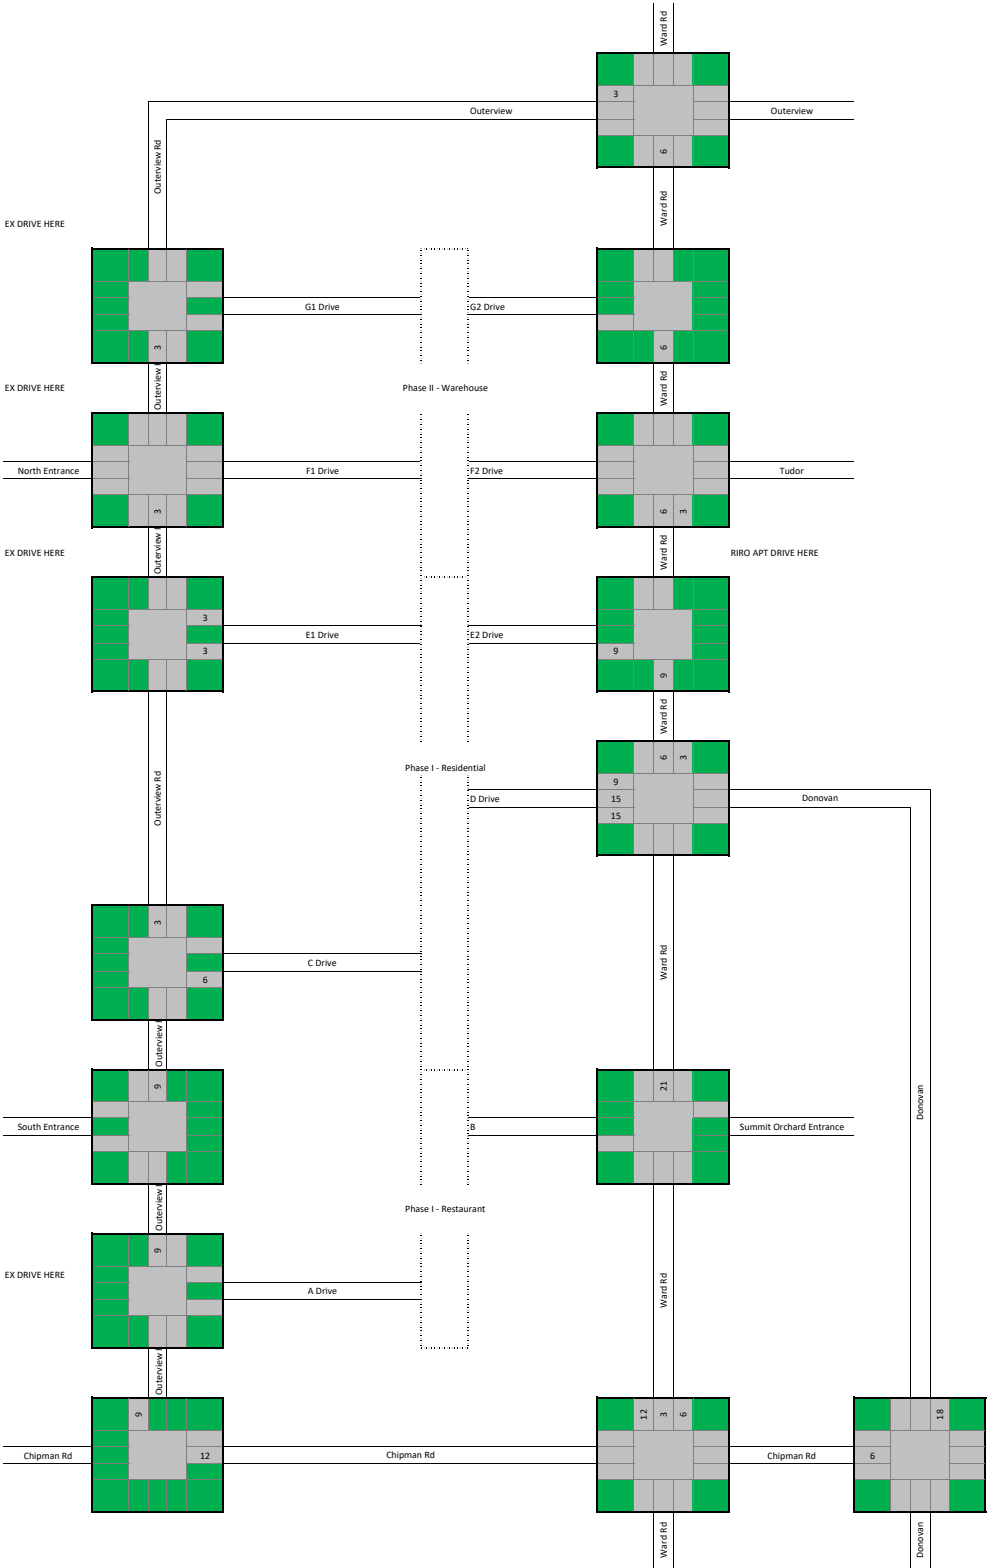 Ward Rd
3
Outerview
Outerview
6
Outerview Rd
Ward Rd
EX DRIVE HERE
G1 Drive
G2 Drive
3
6
Outerview
Ward Rd
EX DRIVE HERE
Phase II - Warehouse
North Entrance
F1 Drive
F2 Drive
Tudor
3
6
3
Outerview
Ward Rd
EX DRIVE HERE
RIRO APT DRIVE HERE
3
E1 Drive
E2 Drive
3
9
9
Ward Rd
Outerview Rd
6
3
Phase I - Residential
9
D Drive
15
Donovan
15
3
C Drive
6
Ward Rd
Outerview
9
21
Donovan
South Entrance
B
Summit Orchard Entrance
Outerview
Phase I - Restaurant
9
EX DRIVE HERE
A Drive
Ward Rd
Outerview
9
12
3
6
18
Chipman Rd
12
Chipman Rd
Chipman Rd
6
Ward Rd
Donovan